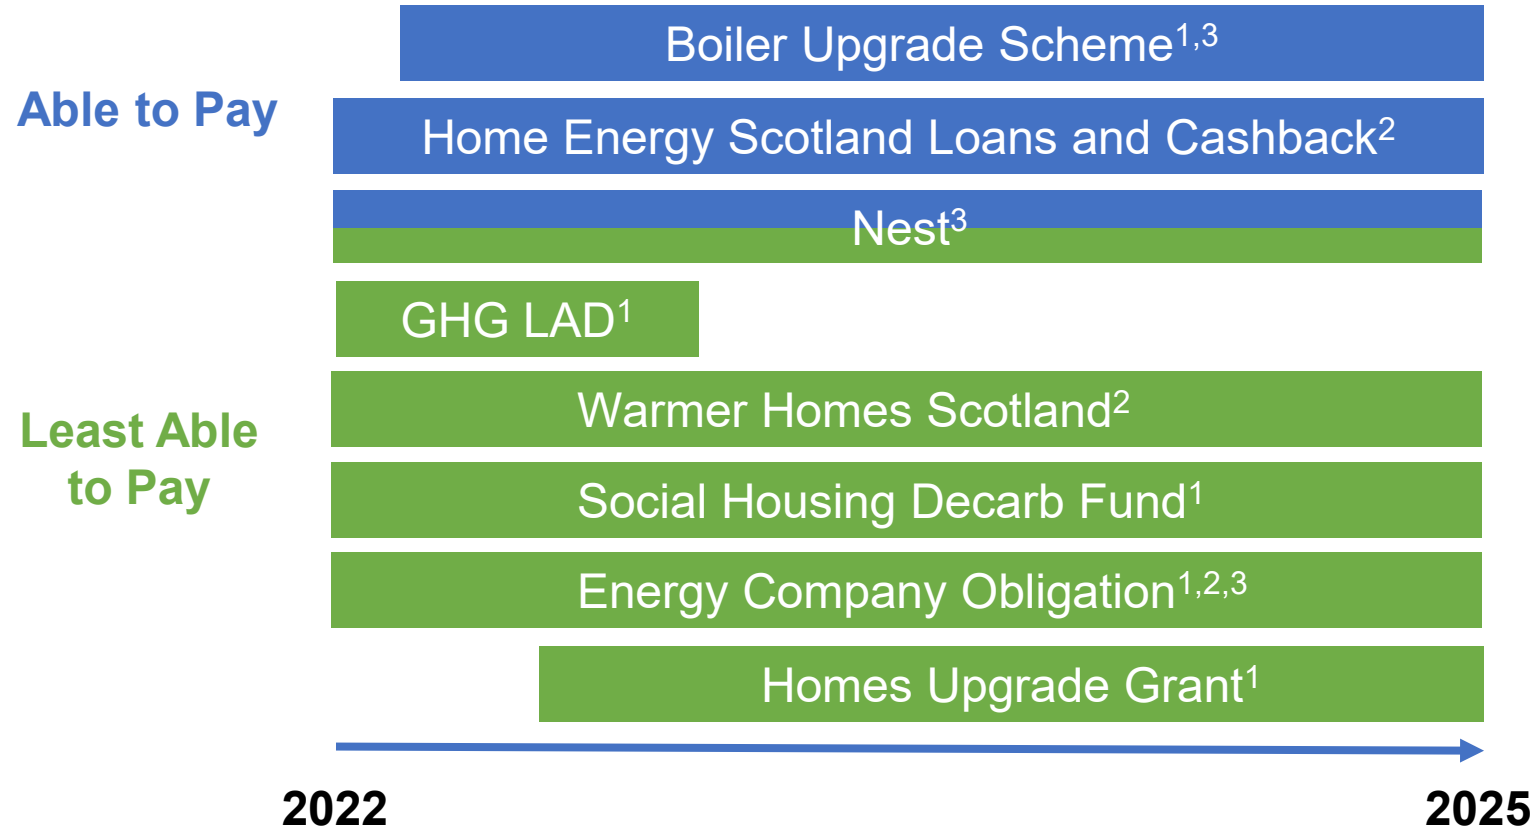 Boiler Upgrade Scheme1,3
Able to Pay
Home Energy Scotland Loans and Cashback2
Nest3
GHG LAD1
Warmer Homes Scotland2
Least Able
to Pay
Social Housing Decarb Fund1
Energy Company Obligation1,2,3
Homes Upgrade Grant1
2022
2025